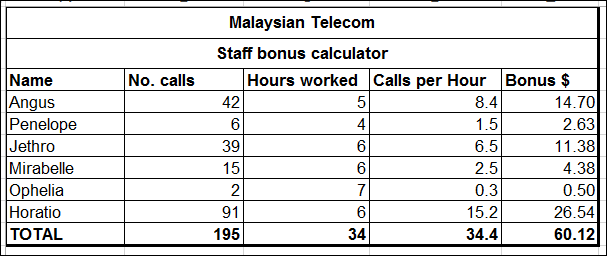 Malaysian Telecom
Staff bonus calculator
Name No. calls Hours worked Calls per Hour Bonus $
Angus 42 5 8.4 14.70
Penelope 6 4 1.5 2.63
Jethro 39 6 6.5 11.38
Mirabelle 15 6 2.5 4.38
Ophelia 2 7 0.3 0.50
Horatio 91 6 15.2 26.54
TOTAL 195 34 34.4 60.12